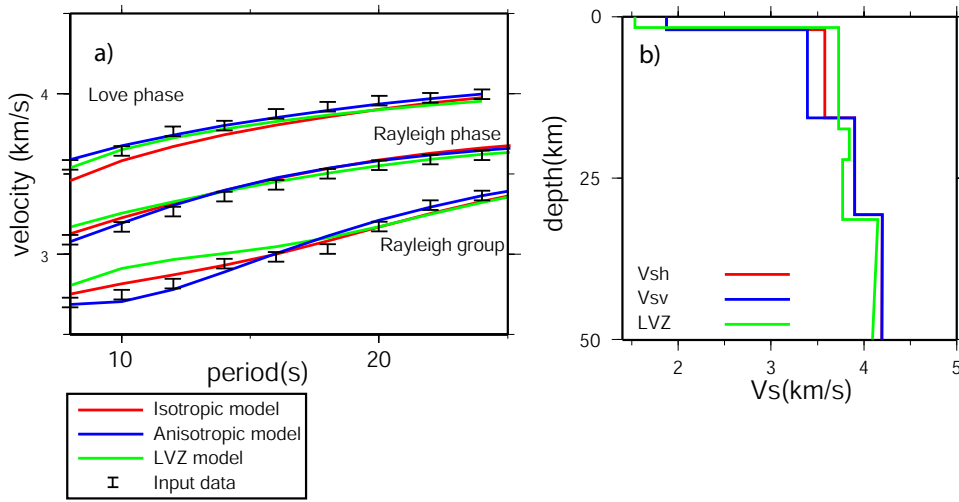 a)
Love phase
Rayleigh phase
Rayleigh group
4
3
velocity (km/s)
10
20
period(s)
Isotropic model
Anisotropic model
LVZ model
Input data
b)
0
25
50
depth(km)
Vsh
Vsv
LVZ
2
3
4
5
Vs(km/s)